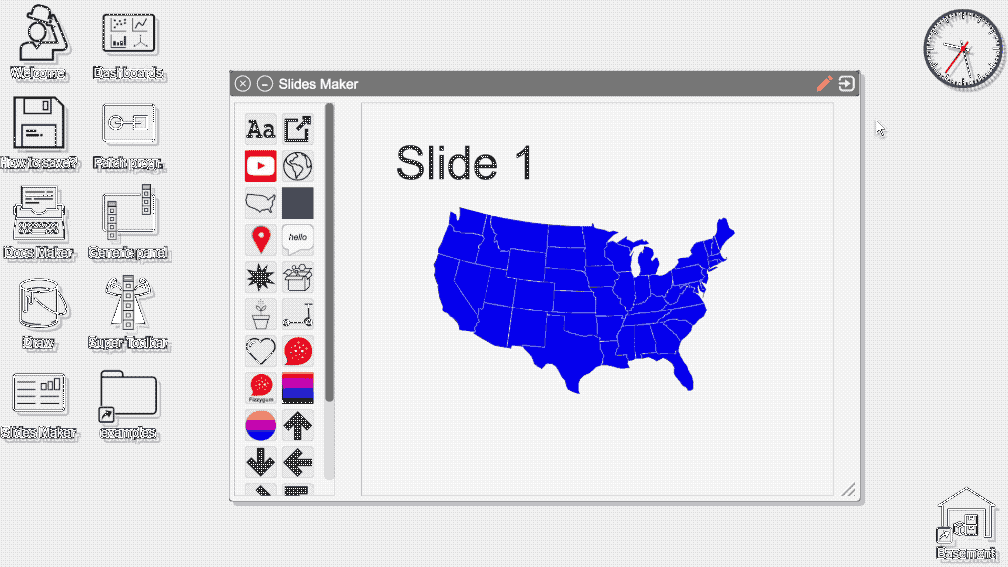 Welcome
Dashboards
How to save?
Patch progr.
Docs Maker
Generic panel
Draw
Super Toolbar
Slides Maker
examples
Slides Maker
Aa
hello
Fizzygum
Slide 1
Basement